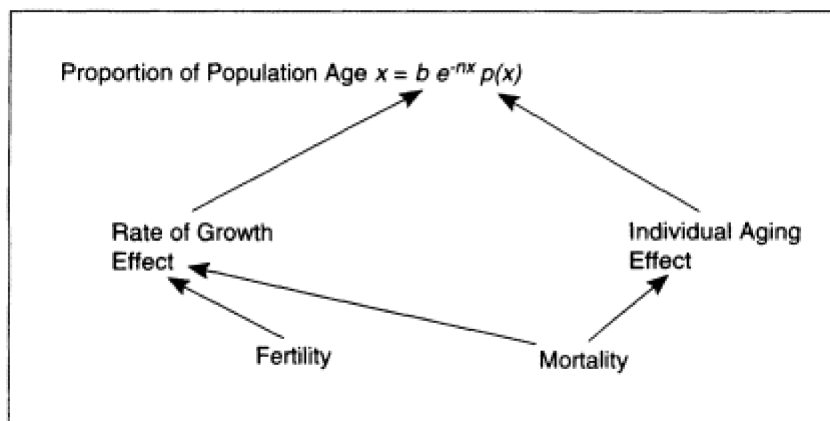 Proportion of Population Age x = b e^-nx p(x)
Rate of Growth
Effect
Individual Aging
Effect
Fertility
Mortality